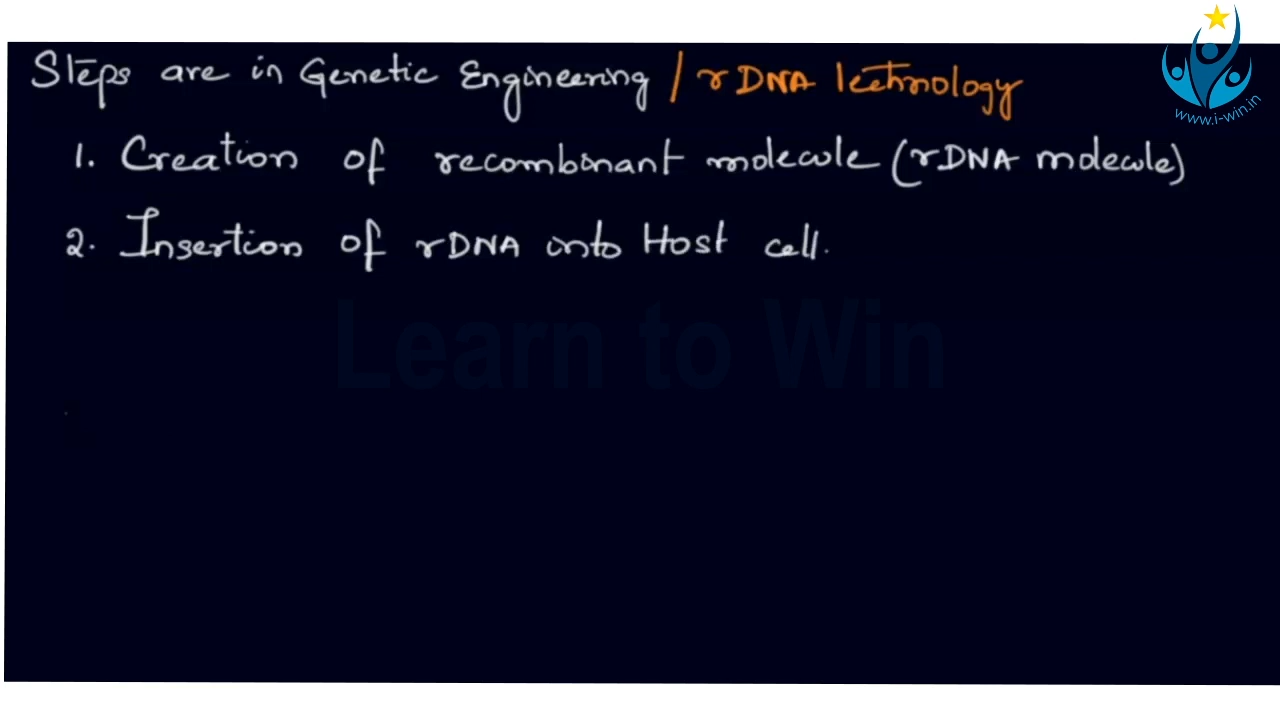 Steps are in Genetic Engineering / rDNA technology
1. Creation of recombinant molecule (rDNA molecule)
2. Insertion of rDNA into Host cell.
Learn to Win
www.i-win.in